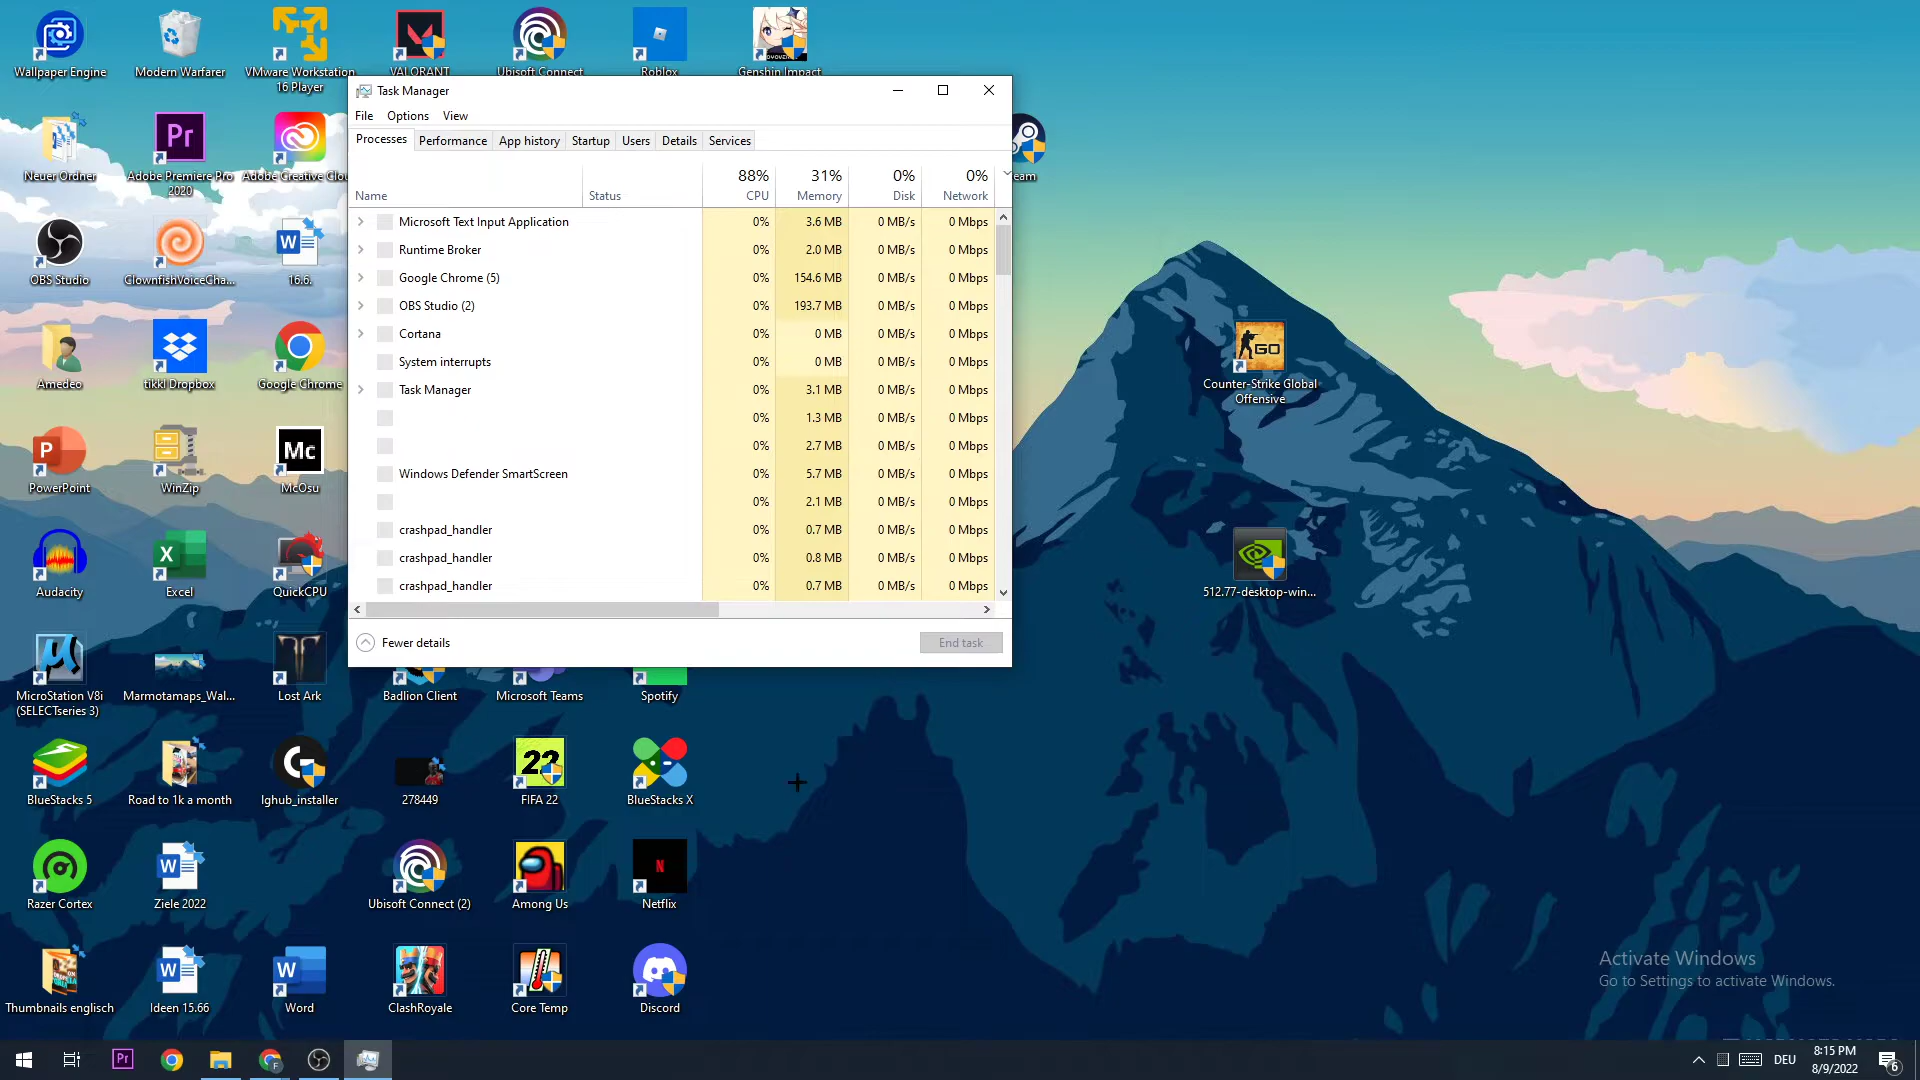 Wallpaper Engine
Modern Warfarer
VMware Workstation
16 Player
VALORANT
Ubisoft Connect
Roblox
Genshin Impact
Task Manager
File Options View
Processes Performance App history Startup Users Details Services
88% 31% 0% 0%
Name Status CPU Memory Disk Network
Microsoft Text Input Application 0% 3.6 MB 0 MB/s 0 Mbps
Runtime Broker 0% 2.0 MB 0 MB/s 0 Mbps
Google Chrome (5) 0% 154.6 MB 0 MB/s 0 Mbps
OBS Studio (2) 0% 193.7 MB 0 MB/s 0 Mbps
Cortana 0% 0 MB 0 MB/s 0 Mbps
System interrupts 0% 0 MB 0 MB/s 0 Mbps
Task Manager 0% 3.1 MB 0 MB/s 0 Mbps
0% 1.3 MB 0 MB/s 0 Mbps
0% 2.7 MB 0 MB/s 0 Mbps
Windows Defender SmartScreen 0% 5.7 MB 0 MB/s 0 Mbps
0% 2.1 MB 0 MB/s 0 Mbps
crashpad_handler 0% 0.7 MB 0 MB/s 0 Mbps
crashpad_handler 0% 0.8 MB 0 MB/s 0 Mbps
crashpad_handler 0% 0.7 MB 0 MB/s 0 Mbps
Fewer details
End task
Pr
Neuer Ordner
Adobe Premiere Pro
2020
Adobe Creative Clou
eam
OBS Studio
ClownfishVoiceCha...
W
16.6.
Amedeo
tikkl Dropbox
Google Chrome
GO
Counter-Strike Global
Offensive
P
Mc
PowerPoint
WinZip
McOsu
X
Audacity
Excel
QuickCPU
512.77-desktop-win...
MicroStation V8i
(SELECTseries 3)
Marmotamaps_Wal...
Lost Ark
Badlion Client
Microsoft Teams
Spotify
G
22
BlueStacks 5
Road to 1k a month
lghub_installer
278449
FIFA 22
BlueStacks X
W
N
Razer Cortex
Ziele 2022
Ubisoft Connect (2)
Among Us
Netflix
W
W
Thumbnails englisch
Ideen 15.66
Word
ClashRoyale
Core Temp
Discord
Activate Windows
Go to Settings to activate Windows.
Pr
F
DEU
8:15 PM
8/9/2022
6